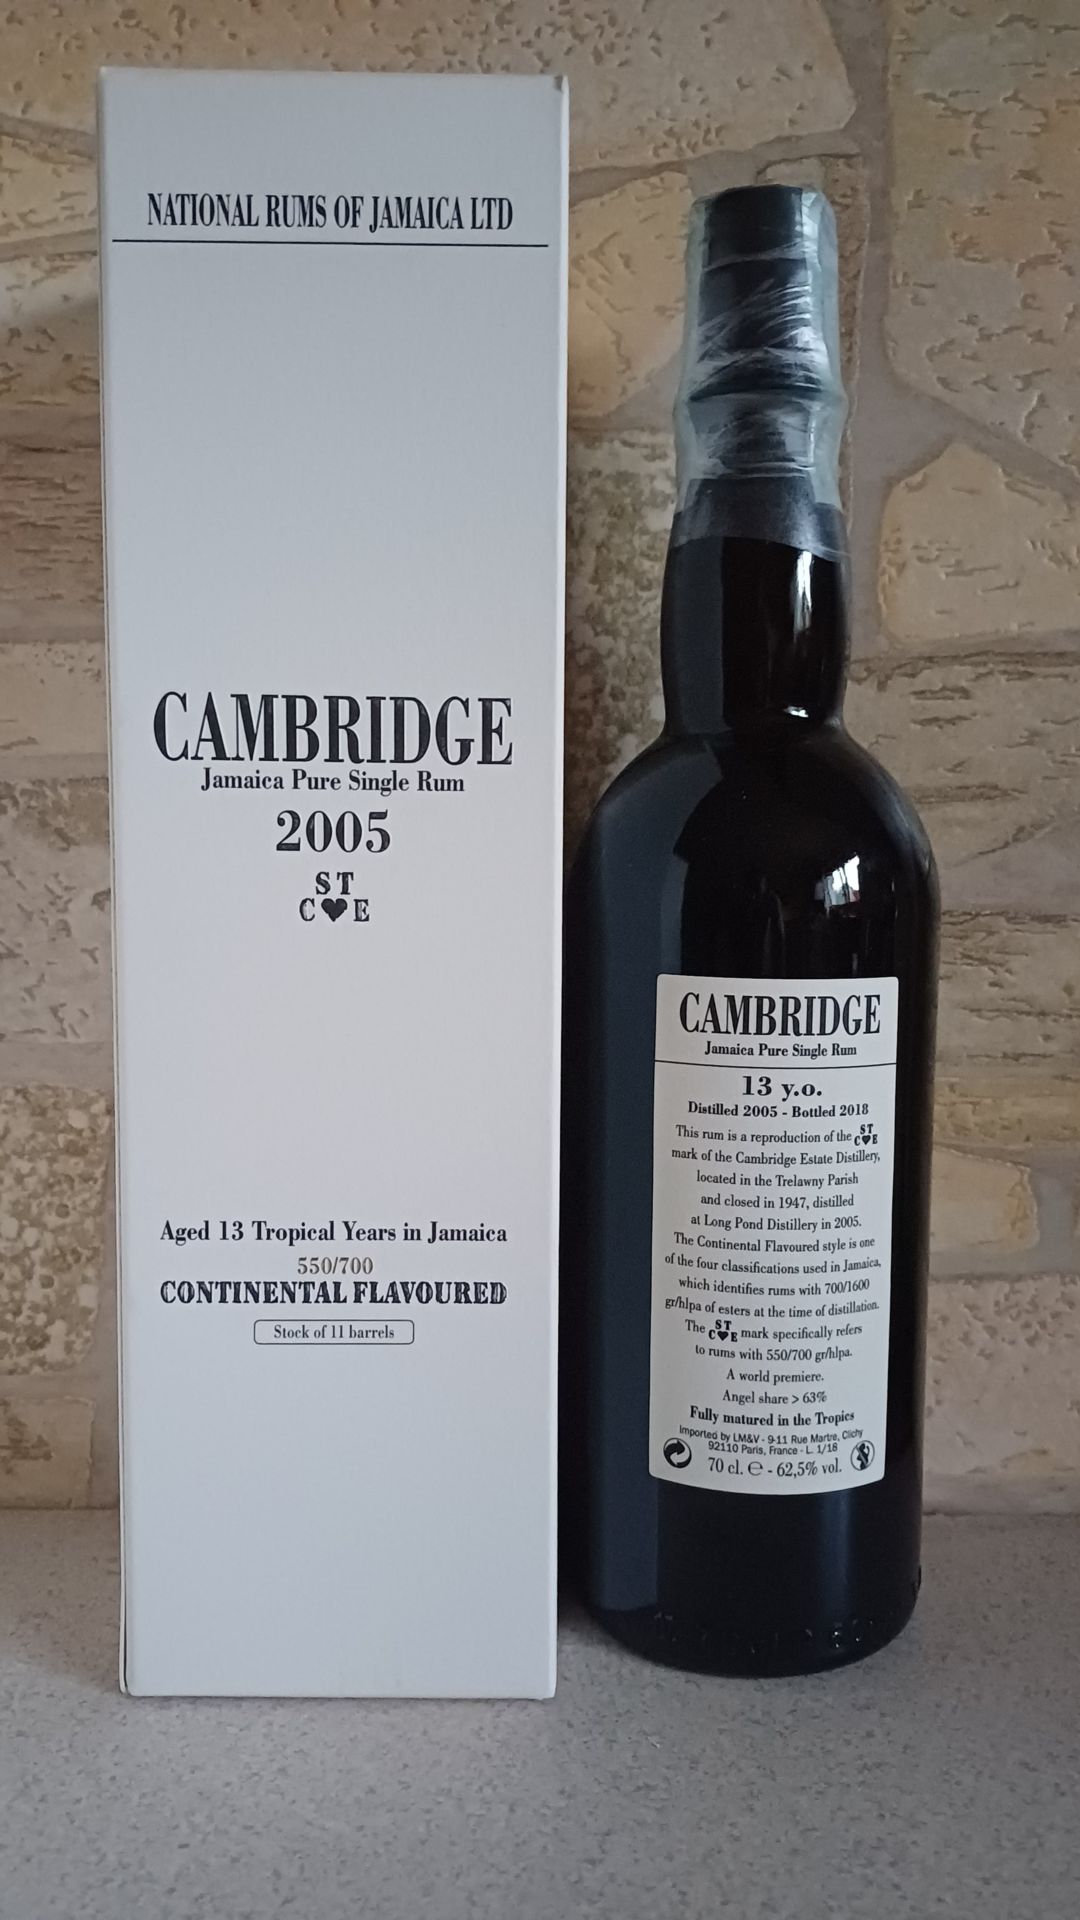 NATIONAL RUMS OF JAMAICA LTD
CAMBRIDGE
Jamaica Pure Single Rum
2005
ST
C♥E
Aged 13 Tropical Years in Jamaica
550/700
CONTINENTAL FLAVOURED
Stock of 11 barrels
CAMBRIDGE
Jamaica Pure Single Rum
13 y.o.
Distilled 2005 - Bottled 2018
This rum is a reproduction of the STC♥E
mark of the Cambridge Estate Distillery,
located in the Trelawny Parish
and closed in 1947, distilled
at Long Pond Distillery in 2005.
The Continental Flavoured style is one
of the four classifications used in Jamaica,
which identifies rums with 700/1600
gr/hlpa of esters at the time of distillation.
The STC♥E mark specifically refers
to rums with 550/700 gr/hlpa.
A world premiere.
Angel share > 63%
Fully matured in the Tropics
Imported by LM&V - 9-11 Rue Martre, Clichy
92110 Paris, France - L. 1/18
70 cl. ℮ - 62,5% vol.